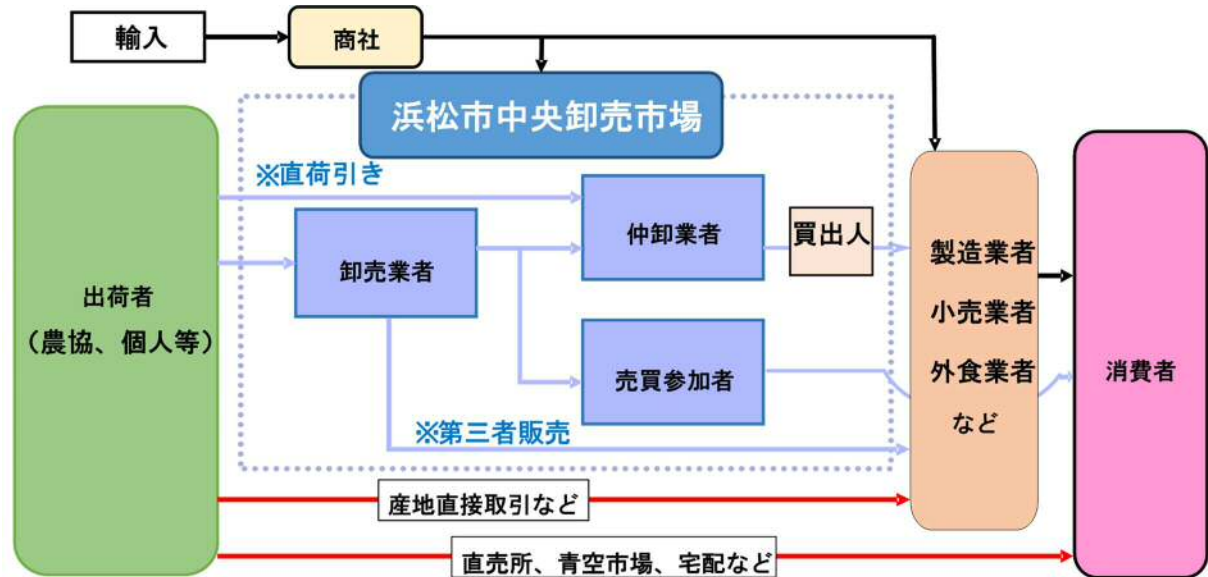 輸入
商社
浜松市中央卸売市場
※直荷引き
仲卸業者
買出人
卸売業者
出荷者
（農協、個人等）
製造業者
小売業者
外食業者
など
売買参加者
消費者
※第三者販売
産地直接取引など
直売所、青空市場、宅配など